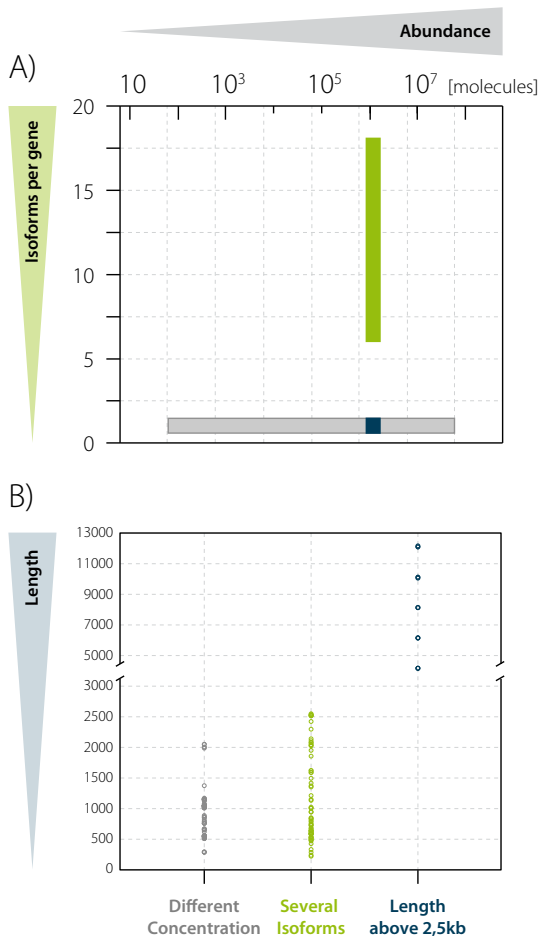 Abundance
A)
10 10³ 10⁵ 10⁷ [molecules]
Isoforms per gene
20
15
10
5
0
B)
Length
13000
11000
9000
7000
5000
3000
2500
2000
1500
1000
500
0
Different
Concentration
Several
Isoforms
Length
above 2,5kb